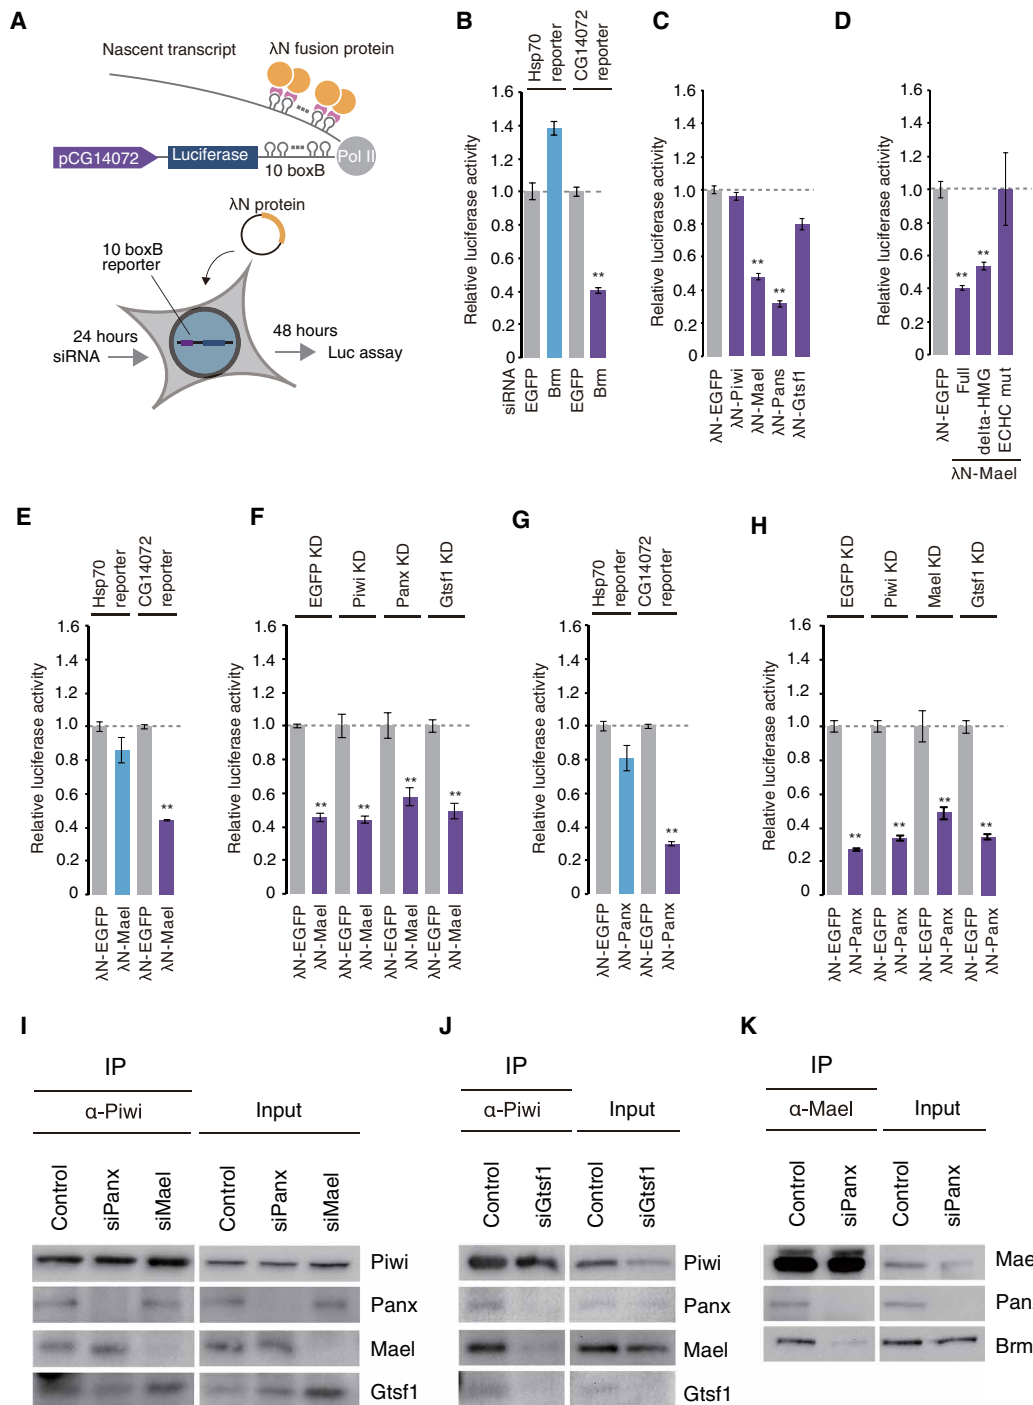 A
Nascent transcript
λN fusion protein
pCG14072
Luciferase
10 boxB
Pol II
λN protein
10 boxB
reporter
24 hours
siRNA
48 hours
Luc assay
B
Hsp70
reporter
CG14072
reporter
Relative luciferase activity
1.6
1.4
1.2
1.0
0.8
0.6
0.4
0.2
0
**
siRNA
EGFP
Brm
EGFP
Brm
C
Relative luciferase activity
1.6
1.4
1.2
1.0
0.8
0.6
0.4
0.2
0
**
**
λN-EGFP
λN-Piwi
λN-Mael
λN-Pans
λN-Gtsf1
D
Relative luciferase activity
1.6
1.4
1.2
1.0
0.8
0.6
0.4
0.2
0
**
**
λN-EGFP
Full
delta-HMG
ECHC mut
λN-Mael
E
Hsp70
reporter
CG14072
reporter
Relative luciferase activity
1.6
1.4
1.2
1.0
0.8
0.6
0.4
0.2
0
**
λN-EGFP
λN-Mael
λN-EGFP
λN-Mael
F
EGFP KD
Piwi KD
Panx KD
Gtsf1 KD
Relative luciferase activity
1.6
1.4
1.2
1.0
0.8
0.6
0.4
0.2
0
**
**
**
**
λN-EGFP
λN-Mael
λN-EGFP
λN-Mael
λN-EGFP
λN-Mael
λN-EGFP
λN-Mael
G
Hsp70
reporter
CG14072
reporter
Relative luciferase activity
1.6
1.4
1.2
1.0
0.8
0.6
0.4
0.2
0
**
λN-EGFP
λN-Panx
λN-EGFP
λN-Panx
H
EGFP KD
Piwi KD
Mael KD
Gtsf1 KD
Relative luciferase activity
1.6
1.4
1.2
1.0
0.8
0.6
0.4
0.2
0
**
**
**
**
λN-EGFP
λN-Panx
λN-EGFP
λN-Panx
λN-EGFP
λN-Panx
λN-EGFP
λN-Panx
I
IP
α-Piwi
Input
Control
siPanx
siMael
Control
siPanx
siMael
Piwi
Panx
Mael
Gtsf1
J
IP
α-Piwi
Input
Control
siGtsf1
Control
siGtsf1
Piwi
Panx
Mael
Gtsf1
K
IP
α-Mael
Input
Control
siPanx
Control
siPanx
Mae
Pan
Brm